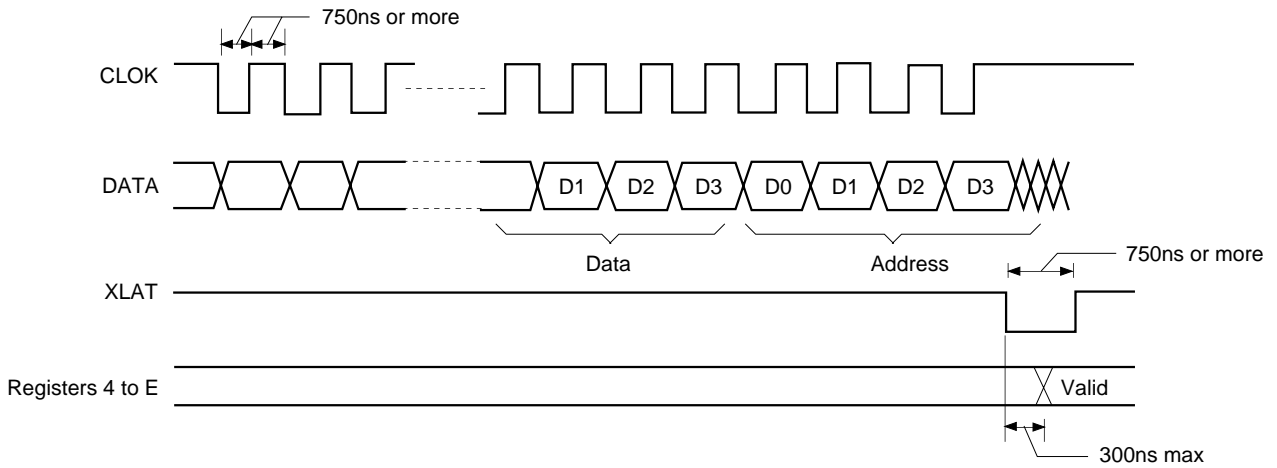 750ns or more
CLOK
DATA
D1 D2 D3 D0 D1 D2 D3
Data
Address
750ns or more
XLAT
Registers 4 to E
Valid
300ns max